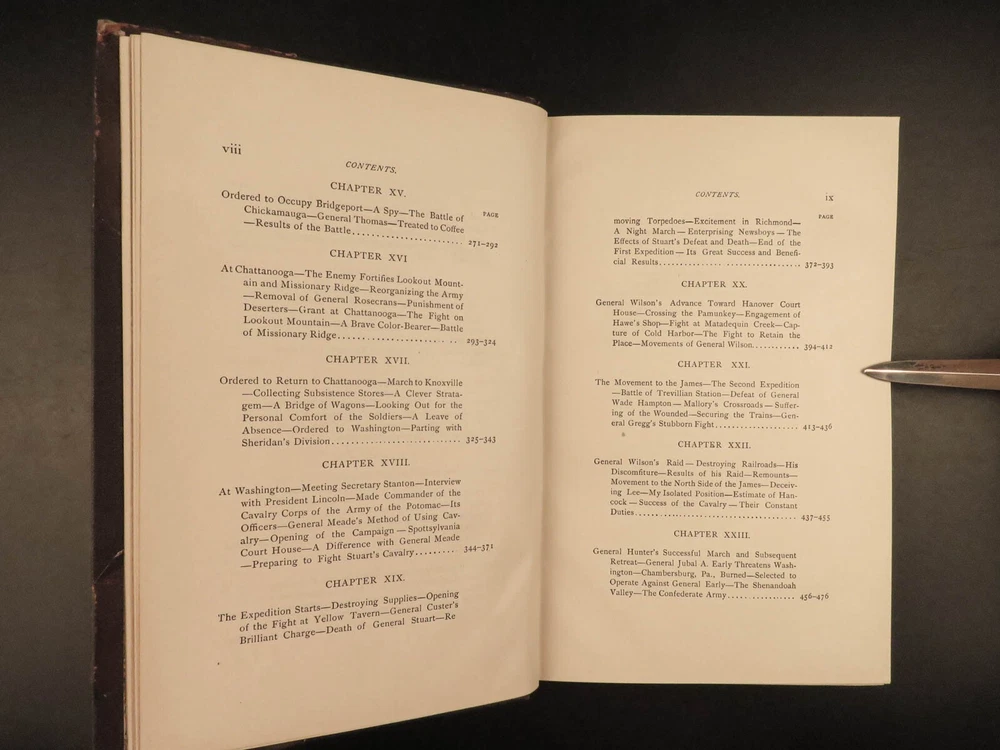 viii
CONTENTS.
CHAPTER XV.
PAGE
Ordered to Occupy Bridgeport—A Spy—The Battle of
Chickamauga—General Thomas—Treated to Coffee
—Results of the Battle........................ 271-292
CHAPTER XVI
At Chattanooga—The Enemy Fortifies Lookout Mount-
ain and Missionary Ridge—Reorganizing the Army
—Removal of General Rosecrans—Punishment of
Deserters—Grant at Chattanooga—The Fight on
Lookout Mountain—A Brave Color-Bearer—Battle
of Missionary Ridge........................ 293-324
CHAPTER XVII.
Ordered to Return to Chattanooga—March to Knoxville
—Collecting Subsistence Stores—A Clever Strata-
gem—A Bridge of Wagons—Looking Out for the
Personal Comfort of the Soldiers—A Leave of
Absence—Ordered to Washington—Parting with
Sheridan's Division........................ 325-343
CHAPTER XVIII.
At Washington—Meeting Secretary Stanton—Interview
with President Lincoln—Made Commander of the
Cavalry Corps of the Army of the Potomac—Its
Officers—General Meade's Method of Using Cav-
alry—Opening of the Campaign—Spottsylvania
Court House—A Difference with General Meade
—Preparing to Fight Stuart's Cavalry......... 344-371
CHAPTER XIX.
The Expedition Starts—Destroying Supplies—Opening
of the Fight at Yellow Tavern—General Custer's
Brilliant Charge—Death of General Stuart—Re
CONTENTS.
ix
PAGE
moving Torpedoes—Excitement in Richmond—
A Night March—Enterprising Newsboys—The
Effects of Stuart's Defeat and Death—End of the
First Expedition—Its Great Success and Benefi-
cial Results................................ 372-393
CHAPTER XX.
General Wilson's Advance Toward Hanover Court
House—Crossing the Pamunkey—Engagement of
Hawe's Shop—Fight at Matadequin Creek—Cap-
ture of Cold Harbor—The Fight to Retain the
Place—Movements of General Wilson........... 394-412
CHAPTER XXI.
The Movement to the James—The Second Expedition
—Battle of Trevillian Station—Defeat of General
Wade Hampton—Mallory's Crossroads—Suffer-
ing of the Wounded—Securing the Trains—Gen-
eral Gregg's Stubborn Fight................... 413-436
CHAPTER XXII.
General Wilson's Raid—Destroying Railroads—His
Discomfiture—Results of his Raid—Remounts—
Movement to the North Side of the James—Deceiv-
ing Lee—My Isolated Position—Estimate of Han-
cock—Success of the Cavalry—Their Constant
Duties...................................... 437-455
CHAPTER XXIII.
General Hunter's Successful March and Subsequent
Retreat—General Jubal A. Early Threatens Wash-
ington—Chambersburg, Pa., Burned—Selected to
Operate Against General Early—The Shenandoah
Valley—The Confederate Army................. 456-476